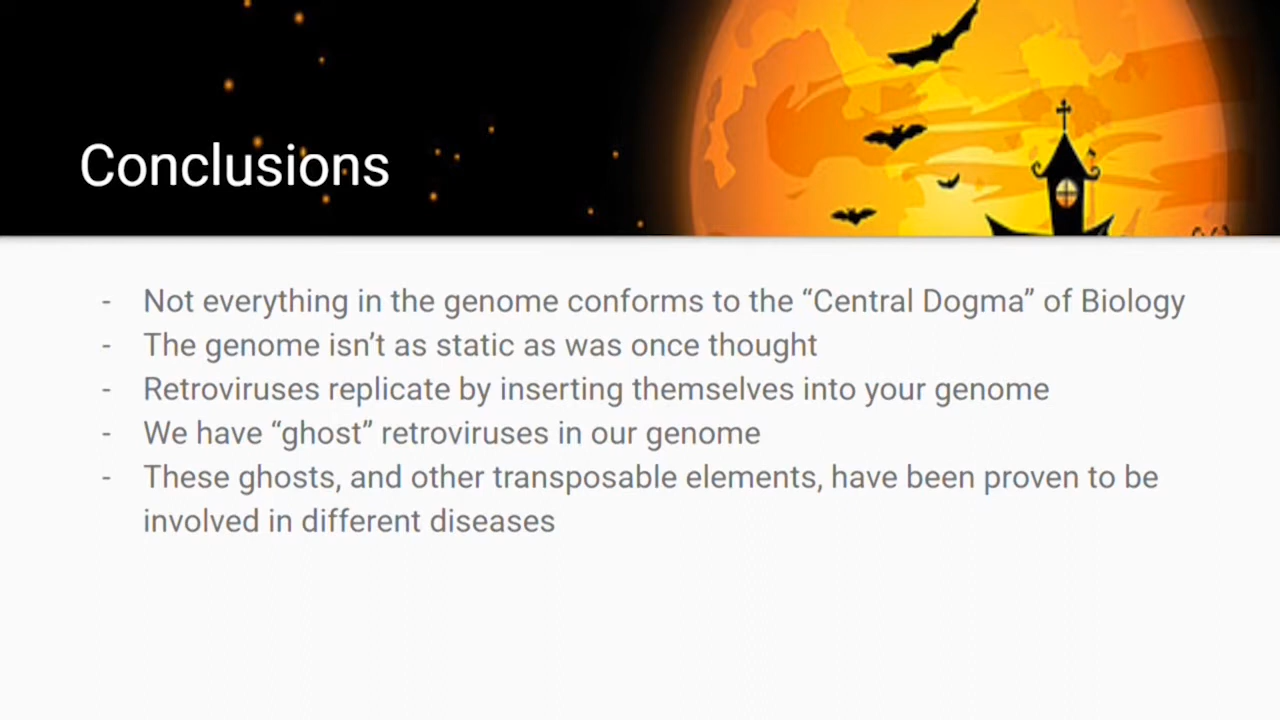 Conclusions
- Not everything in the genome conforms to the “Central Dogma” of Biology
- The genome isn’t as static as was once thought
- Retroviruses replicate by inserting themselves into your genome
- We have “ghost” retroviruses in our genome
- These ghosts, and other transposable elements, have been proven to be
involved in different diseases